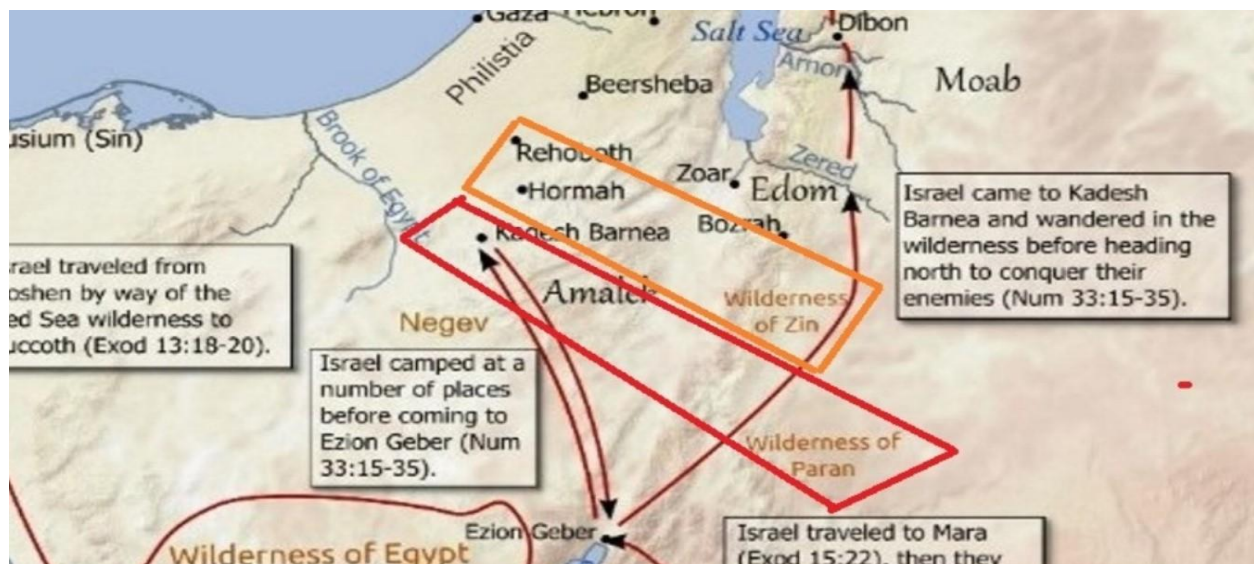 Gaza Hebron
Salt Sea
Dibon
Philistia
Arnon
Moab
Beersheba
usium (Sin)
Brook of Egypt
Rehoboth
Zered
Zoar
Edom
Hormah
Israel came to Kadesh
Barnea and wandered in the
wilderness before heading
north to conquer their
enemies (Num 33:15-35).
Kadesh Barnea
Bozrah
rael traveled from
oshen by way of the
ed Sea wilderness to
uccoth (Exod 13:18-20).
Amalek
Wilderness
of Zin
Negev
Israel camped at a
number of places
before coming to
Ezion Geber (Num
33:15-35).
Wilderness of
Paran
Ezion Geber
Wilderness of Egypt
Israel traveled to Mara
(Exod 15:22), then they